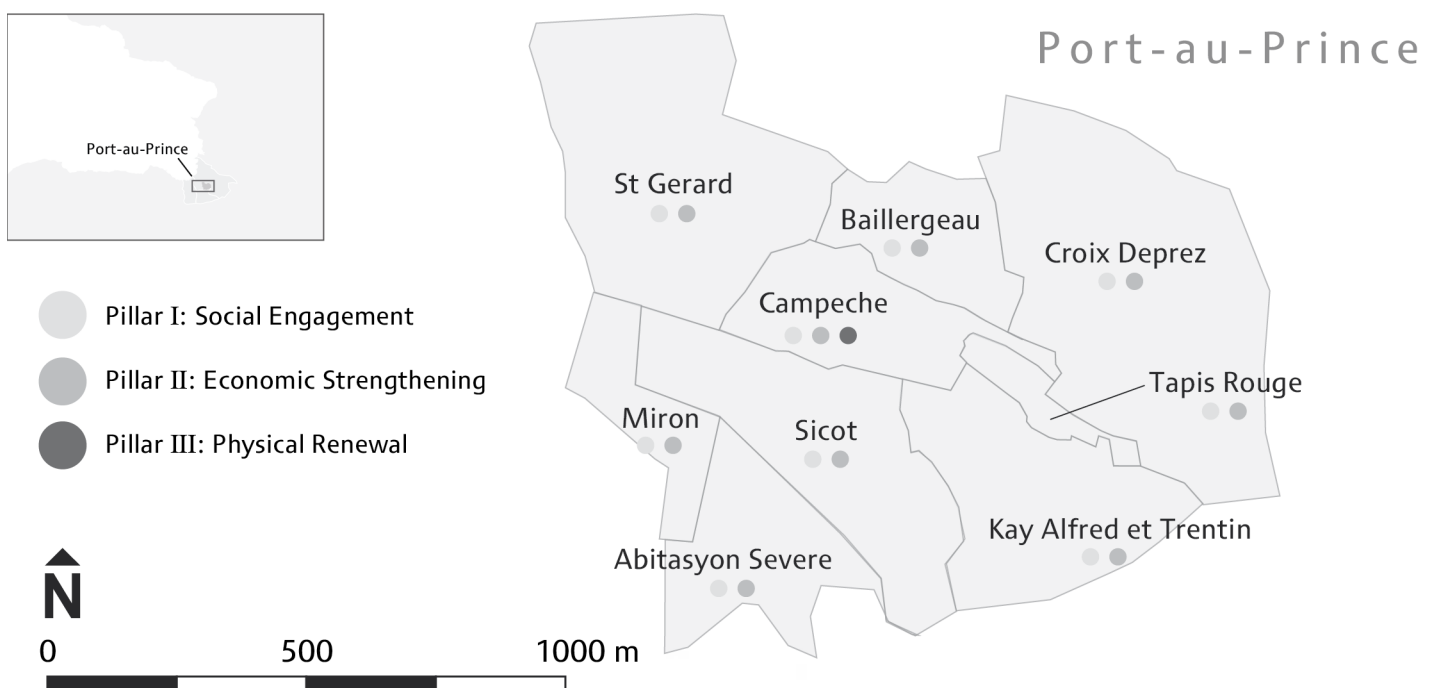 Port-au-Prince
Port-au-Prince
St Gerard
Baillergeau
Croix Deprez
Campeche
Pillar I: Social Engagement
Pillar II: Economic Strengthening
Pillar III: Physical Renewal
Tapis Rouge
Miron
Sicot
Kay Alfred et Trentin
Abitasyon Severe
N
0 500 1000 m